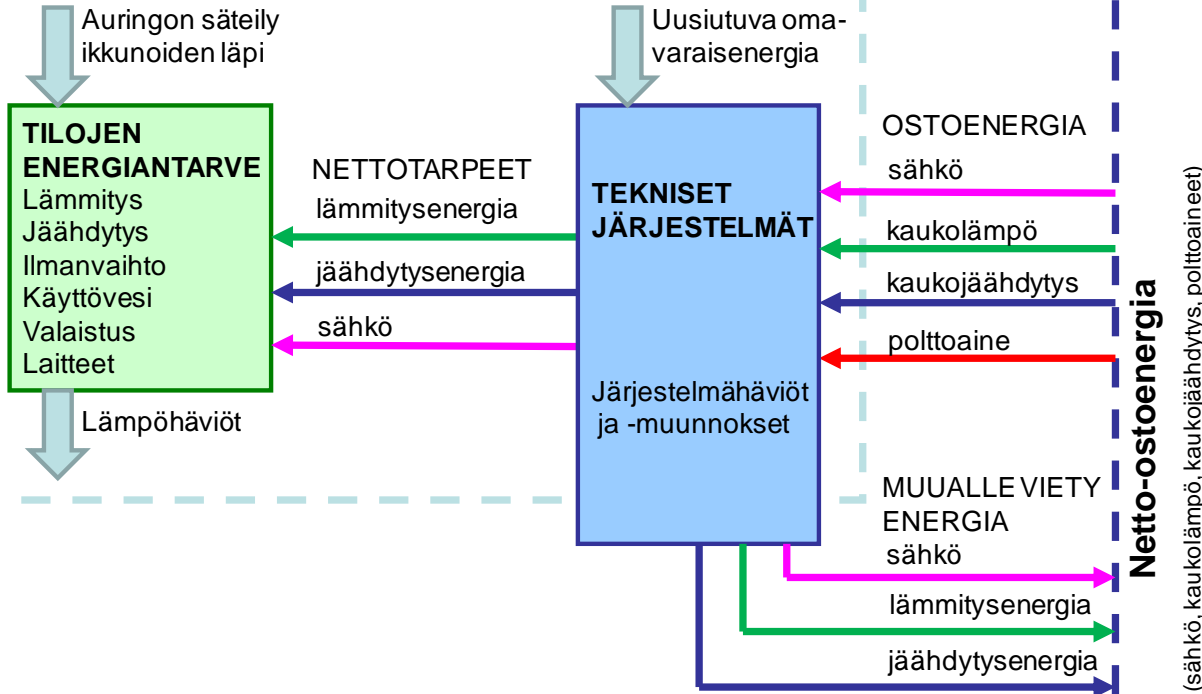 Auringon säteily
ikkunoiden läpi
Uusiutuva oma-
varaisenergia
TILOJEN
ENERGIANTARVE
Lämmitys
Jäähdytys
Ilmanvaihto
Käyttövesi
Valaistus
Laitteet
Lämpöhäviöt
NETTOTARPEET
lämmitysenergia
jäähdytysenergia
sähkö
TEKNISET
JÄRJESTELMÄT
Järjestelmähäviöt
ja -muunnokset
OSTOENERGIA
sähkö
kaukolämpö
kaukojäähdytys
polttoaine
MUUALLE VIETY
ENERGIA
sähkö
lämmitysenergia
jäähdytysenergia
Netto-ostoenergia
(sähkö, kaukolämpö, kaukojäähdytys, polttoaineet)